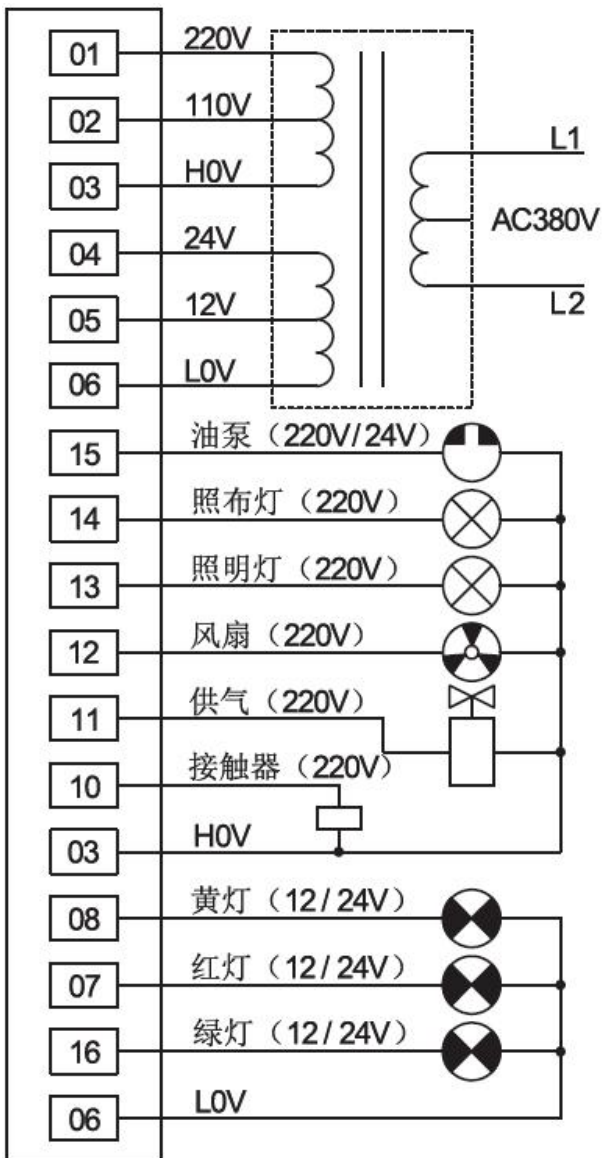 01 220V
02 110V
03 H0V
L1
AC380V
L2
04 24V
05 12V
06 L0V
15 油泵（220V/24V）
14 照布灯（220V）
13 照明灯（220V）
12 风扇（220V）
11 供气（220V）
10 接触器（220V）
03 H0V
08 黄灯（12/24V）
07 红灯（12/24V）
16 绿灯（12/24V）
06 L0V